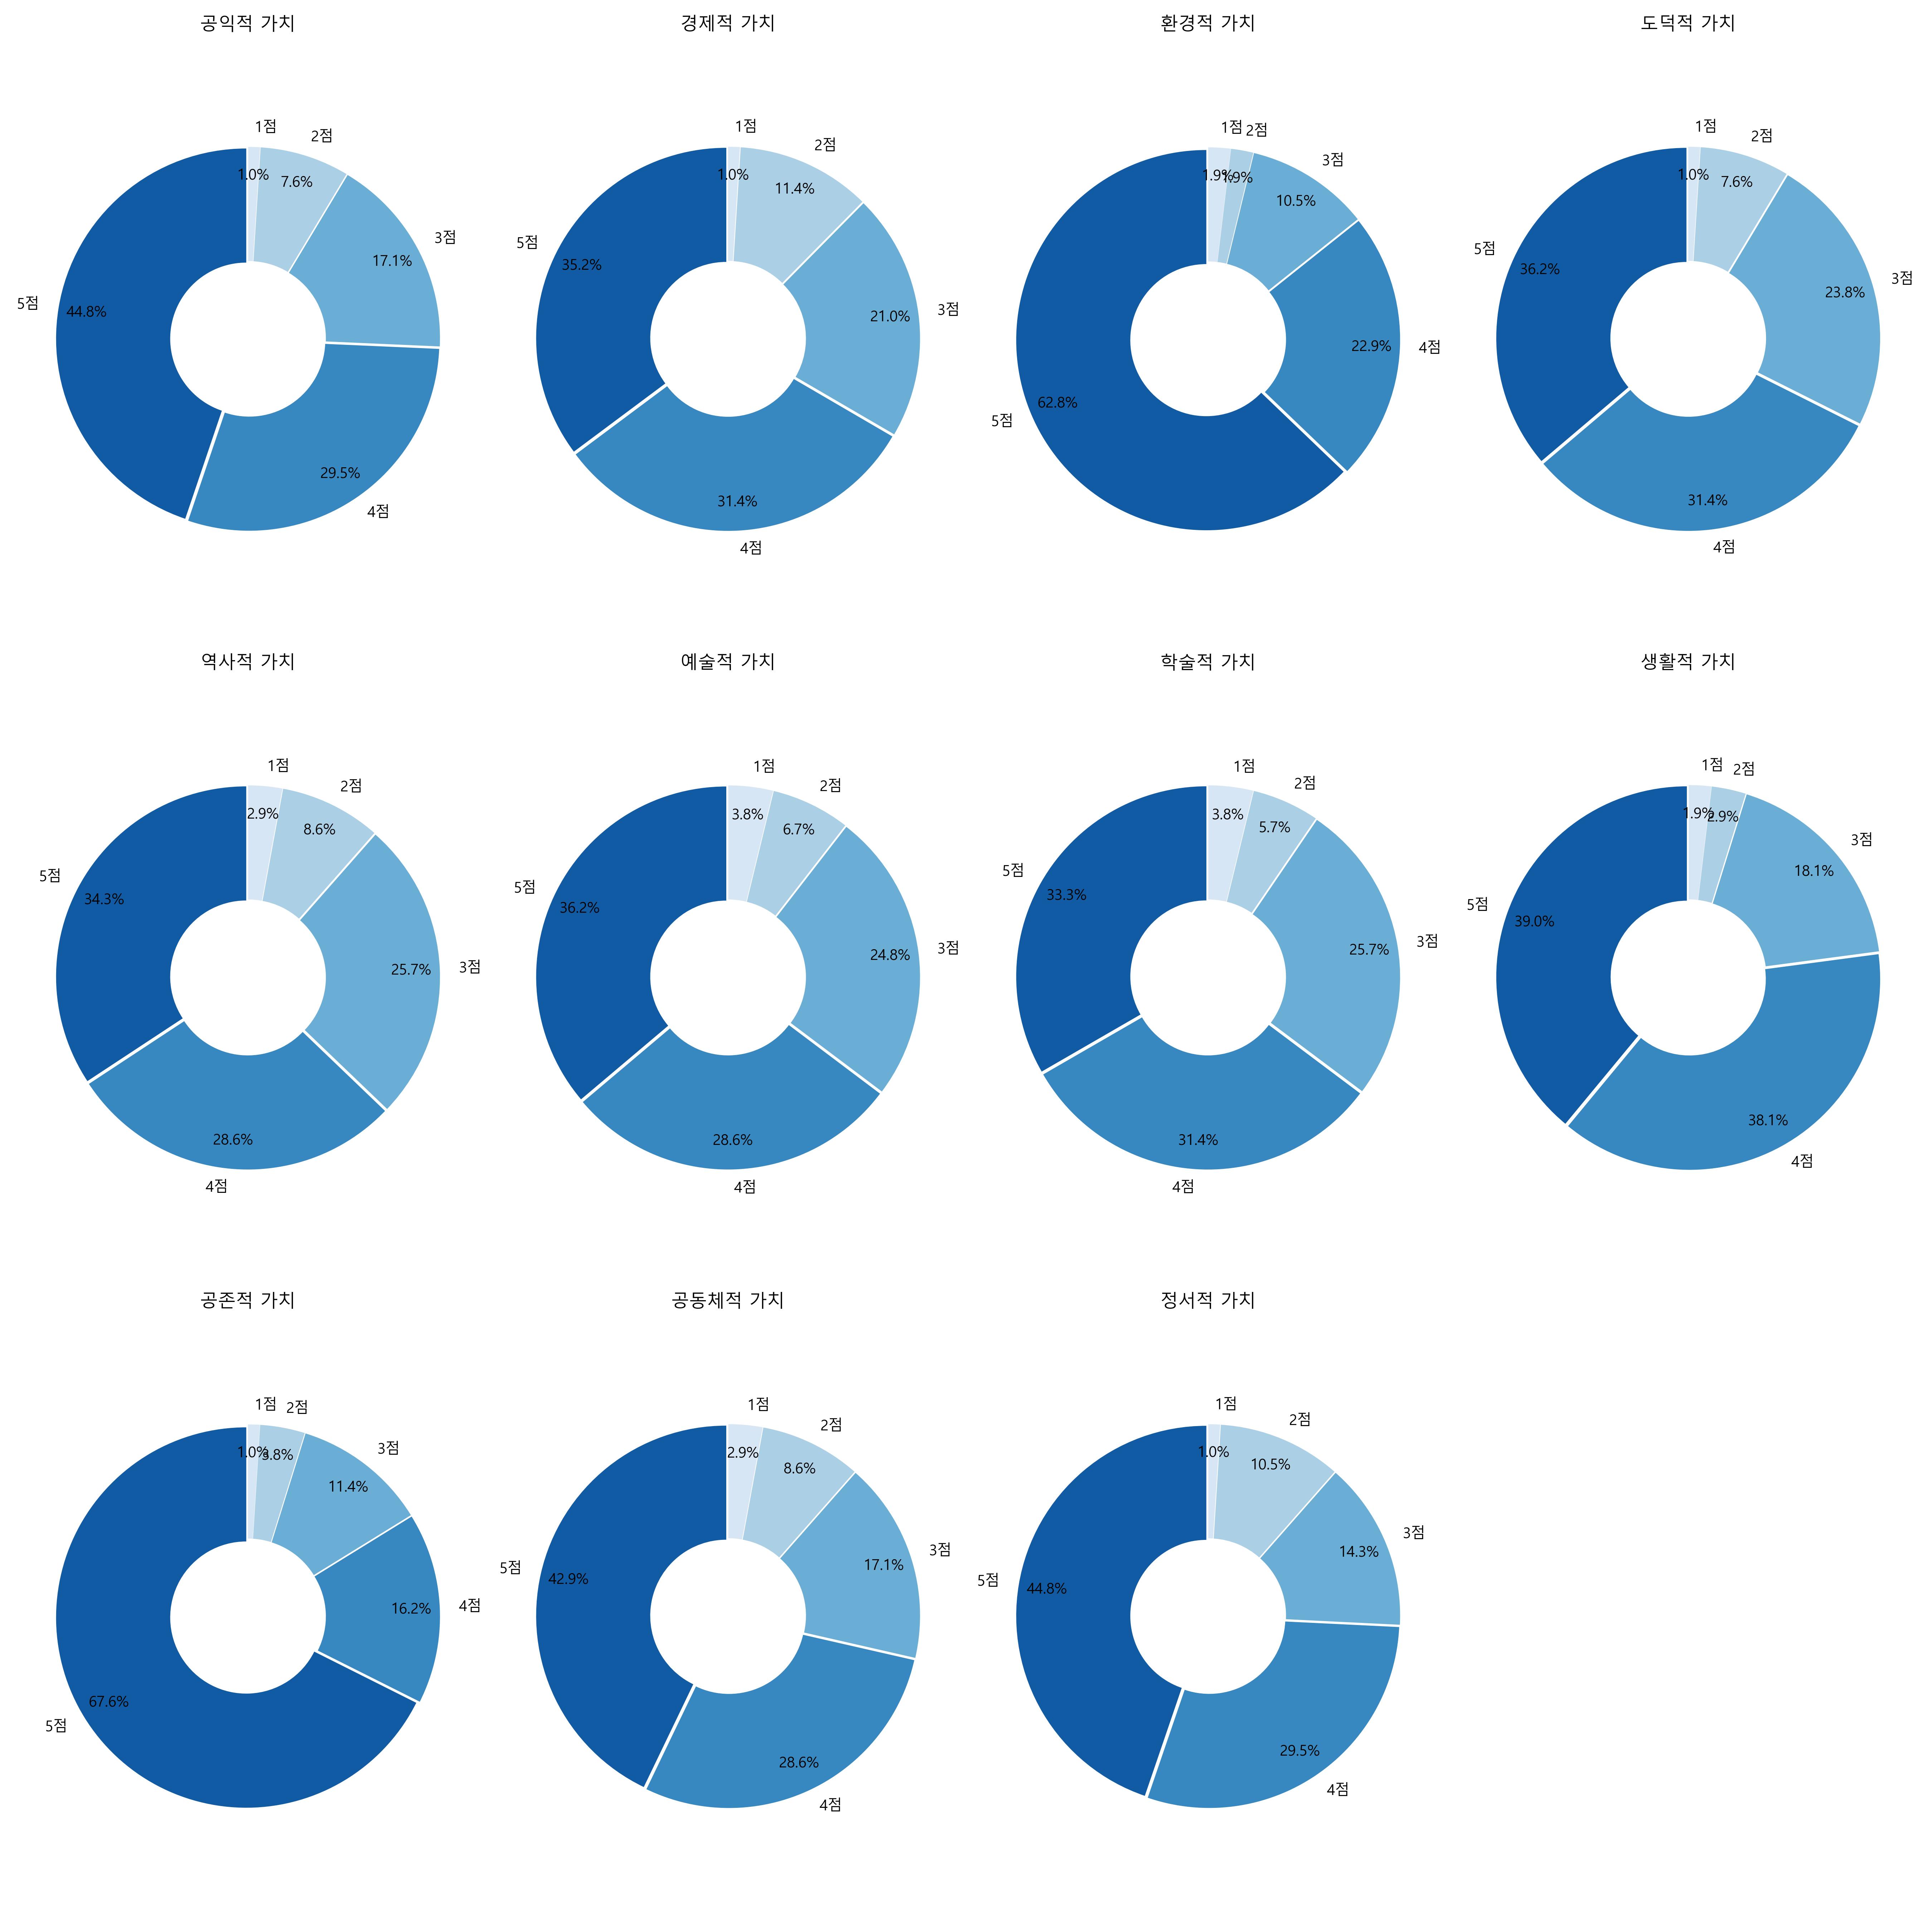 공익적 가치
1점
2점
3점
4점
5점
1.0%
7.6%
17.1%
29.5%
44.8%
경제적 가치
1점
2점
3점
4점
5점
1.0%
11.4%
21.0%
31.4%
35.2%
환경적 가치
1점
2점
3점
4점
5점
1.9%
1.9%
10.5%
22.9%
62.8%
도덕적 가치
1점
2점
3점
4점
5점
1.0%
7.6%
23.8%
31.4%
36.2%
역사적 가치
1점
2점
3점
4점
5점
2.9%
8.6%
25.7%
28.6%
34.3%
예술적 가치
1점
2점
3점
4점
5점
3.8%
6.7%
24.8%
28.6%
36.2%
학술적 가치
1점
2점
3점
4점
5점
3.8%
5.7%
25.7%
31.4%
33.3%
생활적 가치
1점
2점
3점
4점
5점
1.9%
2.9%
18.1%
38.1%
39.0%
공존적 가치
1점
2점
3점
4점
5점
1.0%
3.8%
11.4%
16.2%
67.6%
공동체적 가치
1점
2점
3점
4점
5점
2.9%
8.6%
17.1%
28.6%
42.9%
정서적 가치
1점
2점
3점
4점
5점
1.0%
10.5%
14.3%
29.5%
44.8%